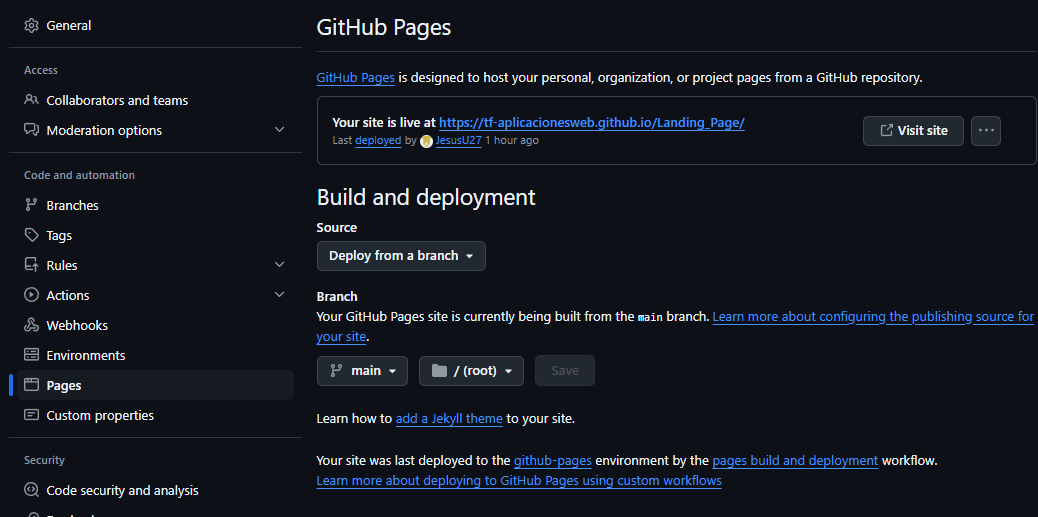 General
Access
Collaborators and teams
Moderation options
Code and automation
Branches
Tags
Rules
Actions
Webhooks
Environments
Pages
Custom properties
Security
Code security and analysis
GitHub Pages
GitHub Pages is designed to host your personal, organization, or project pages from a GitHub repository.
Your site is live at https://tf-aplicacionesweb.github.io/Landing_Page/
Last deployed by JesusU27 1 hour ago
Visit site
Build and deployment
Source
Deploy from a branch
Branch
Your GitHub Pages site is currently being built from the main branch. Learn more about configuring the publishing source for
your site.
main
/ (root)
Save
Learn how to add a Jekyll theme to your site.
Your site was last deployed to the github-pages environment by the pages build and deployment workflow.
Learn more about deploying to GitHub Pages using custom workflows